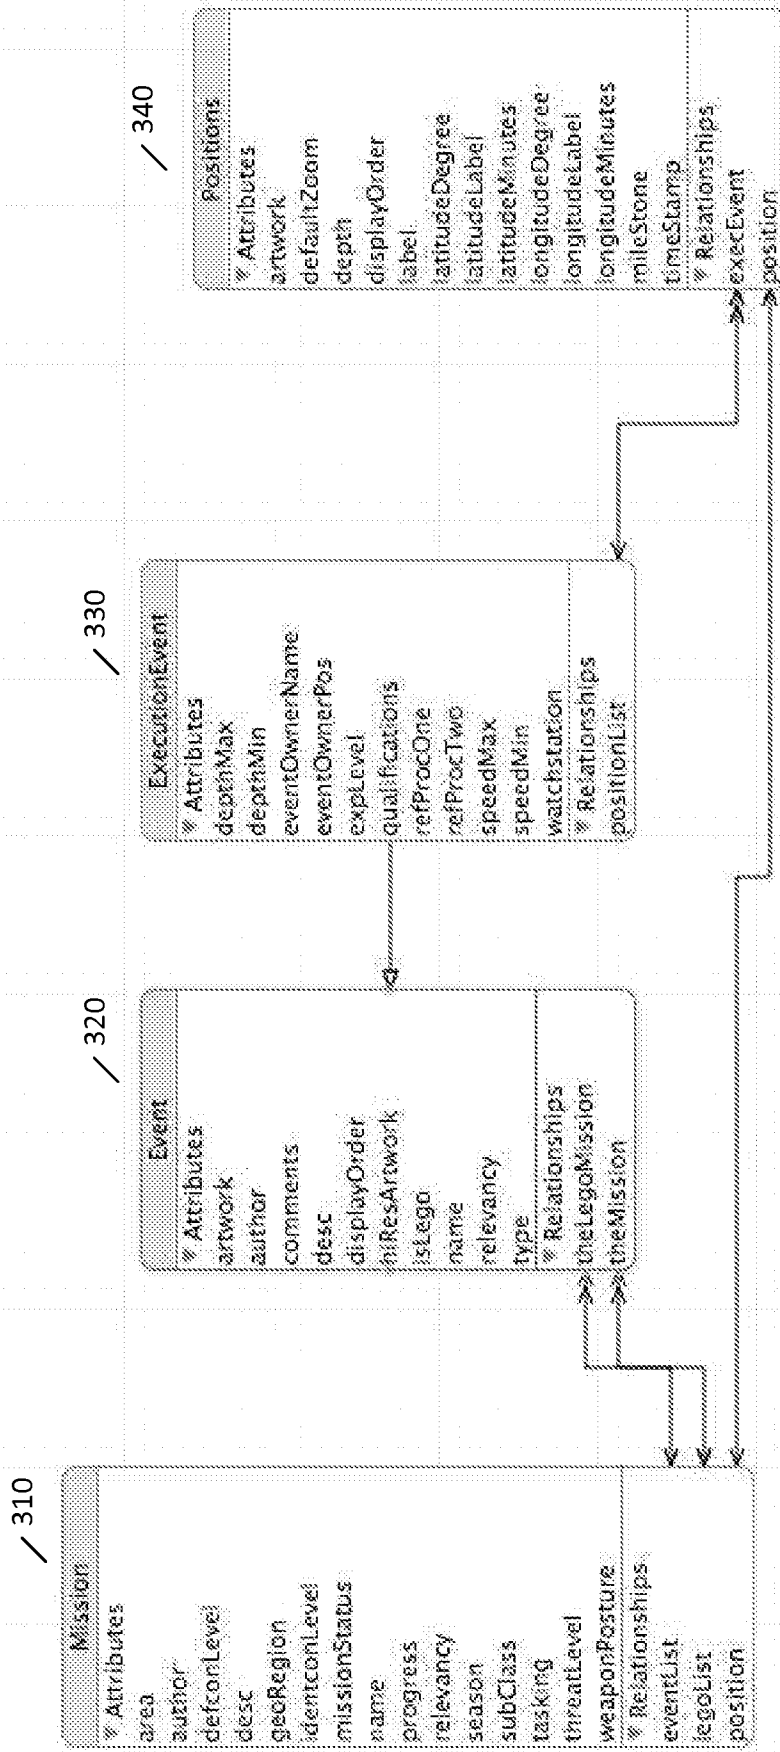 310
Mission
Attributes
area
author
defconLevel
desc
geoRegion
identconLevel
missionStatus
name
progress
relevancy
season
subClass
tasking
threatLevel
weaponPosture
Relationships
eventList
legoList
position
320
Event
Attributes
artwork
author
comments
desc
displayOrder
hiResArtwork
isLego
name
relevancy
type
Relationships
theLegoMission
theMission
330
ExecutionEvent
Attributes
depthMax
depthMin
eventOwnerName
eventOwnerPos
expLevel
qualifications
refProcOne
refProcTwo
speedMax
speedMin
watchstation
Relationships
positionList
340
Positions
Attributes
artwork
defaultZoom
depth
displayOrder
label
latitudeDegree
latitudeLabel
latitudeMinutes
longitudeDegree
longitudeLabel
longitudeMinutes
mileStone
timeStamp
Relationships
execEvent
position